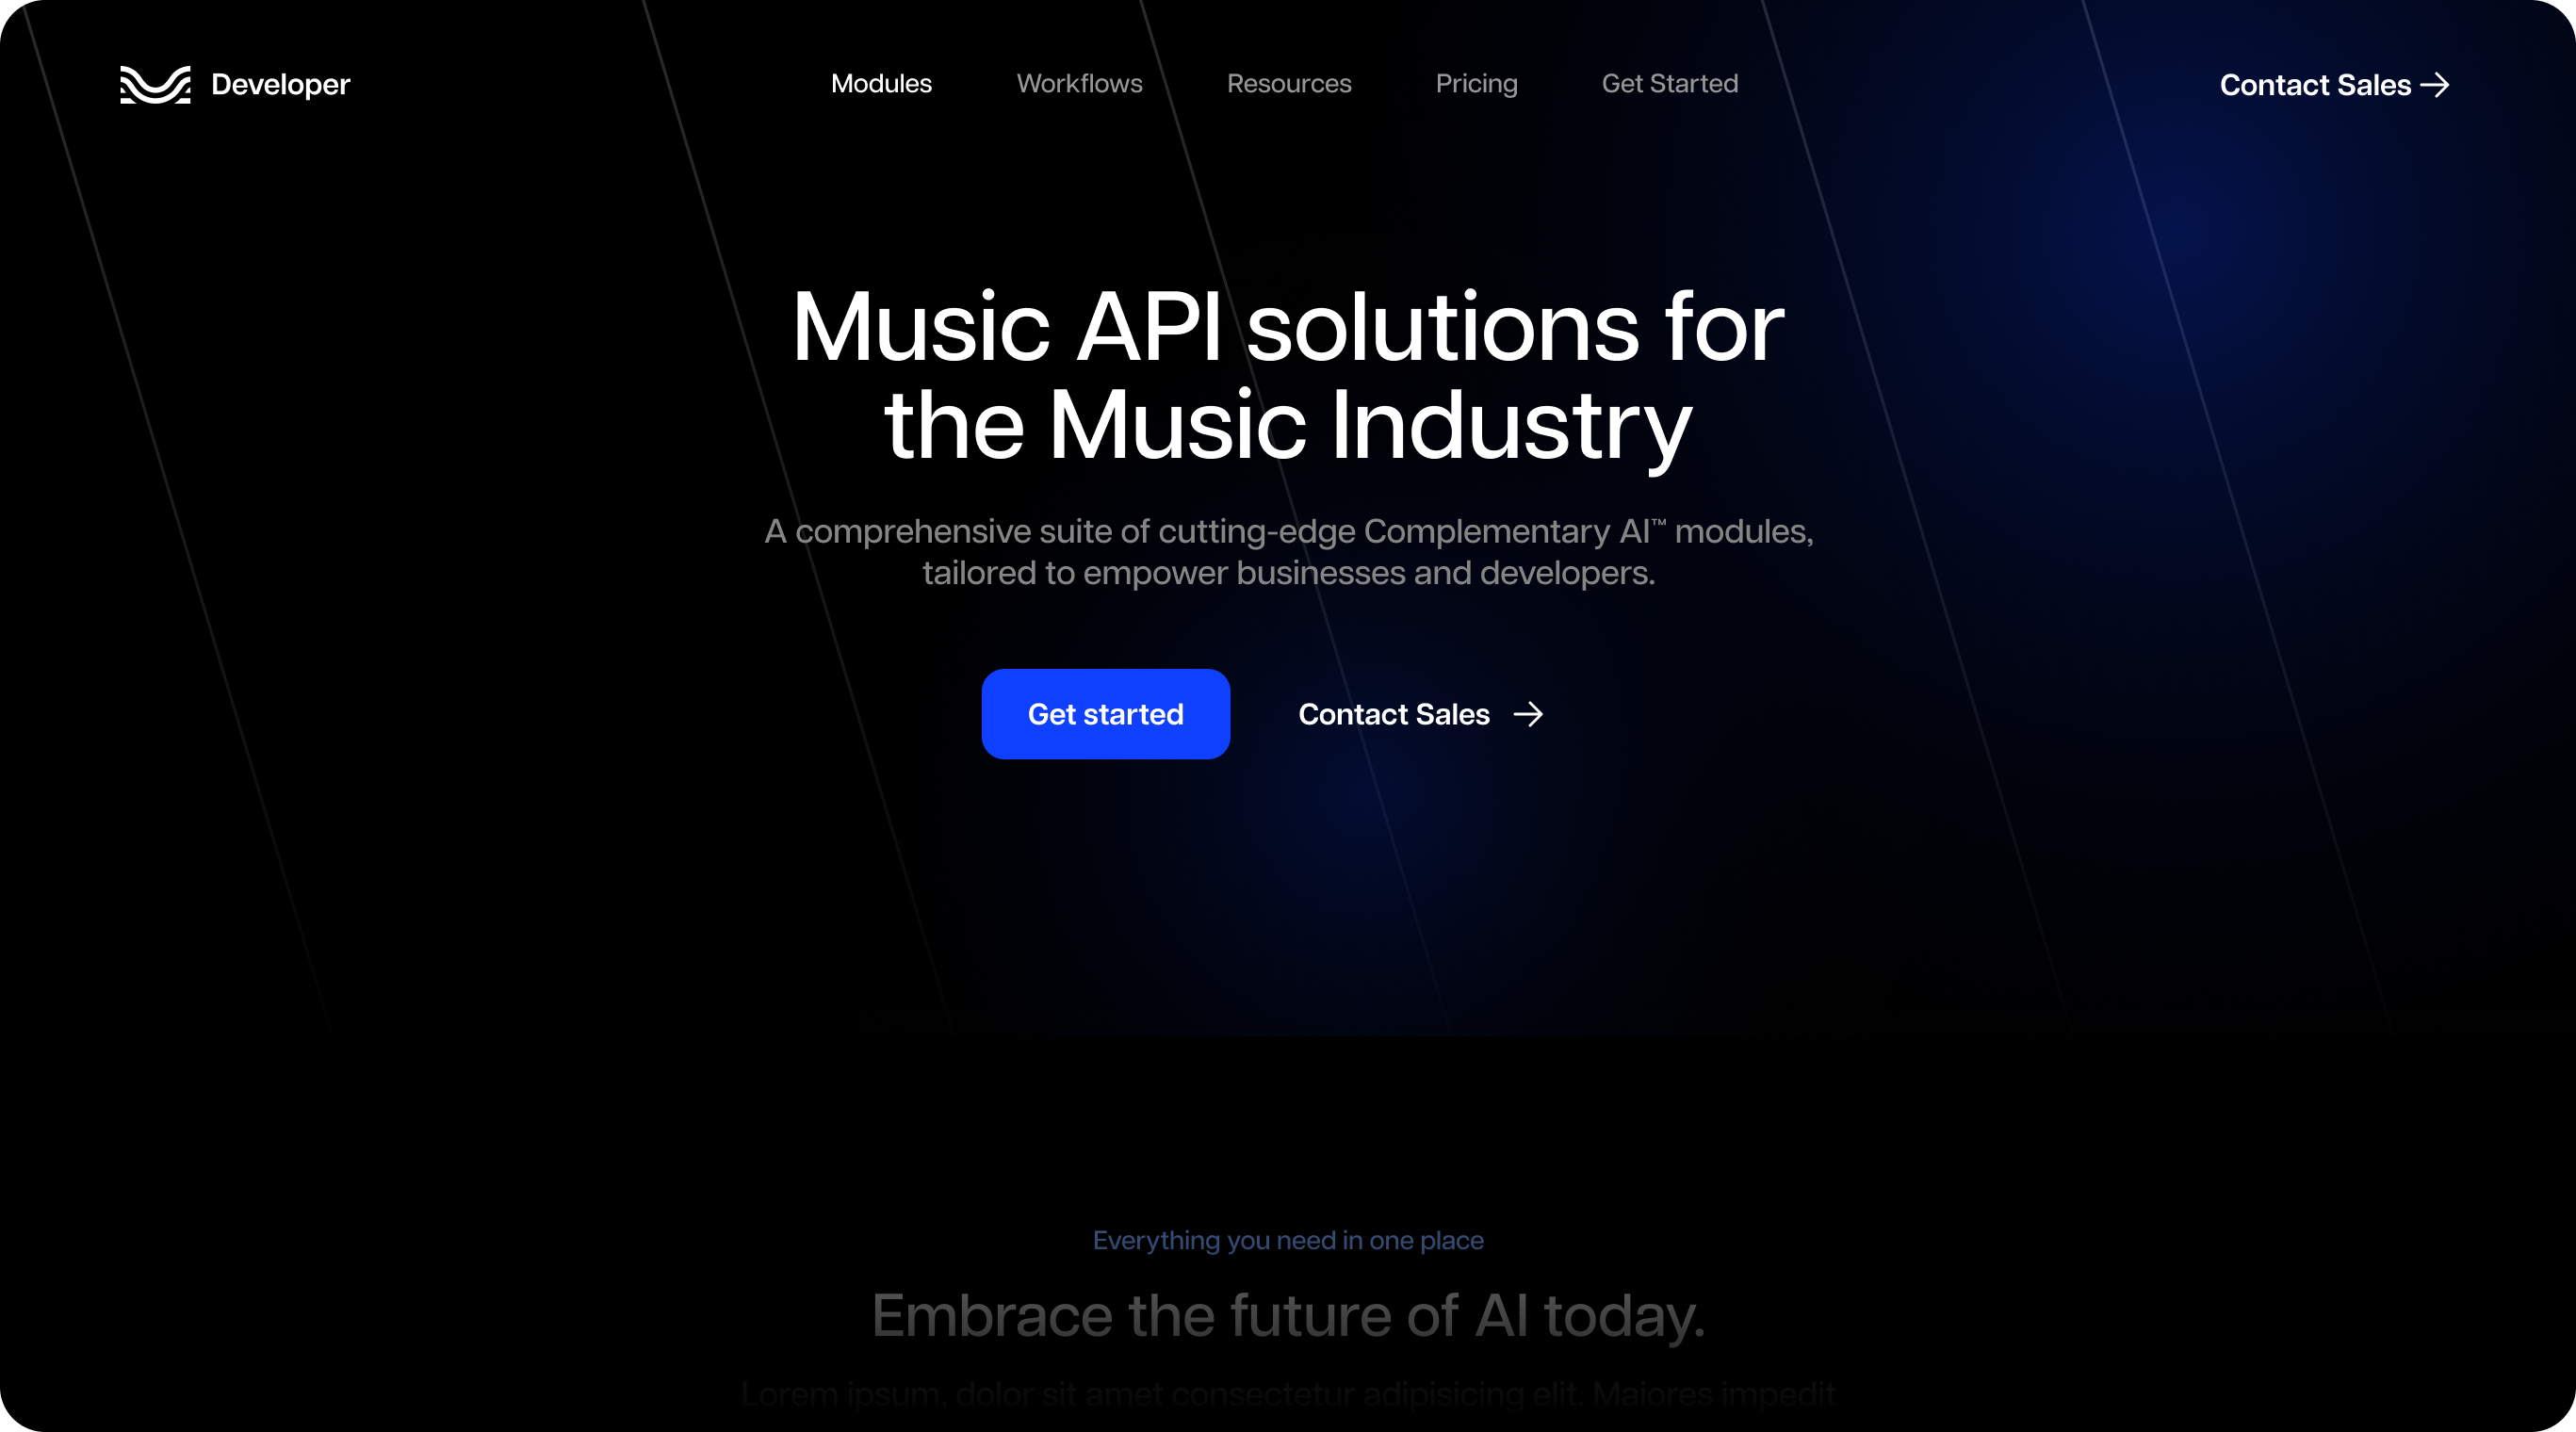 Developer
Modules
Workflows
Resources
Pricing
Get Started
Contact Sales
Music API solutions for
the Music Industry
A comprehensive suite of cutting-edge Complementary AI™ modules,
tailored to empower businesses and developers.
Get started
Contact Sales
Everything you need in one place
Embrace the future of AI today.
Lorem ipsum, dolor sit amet consectetur adipisicing elit. Maiores impedit